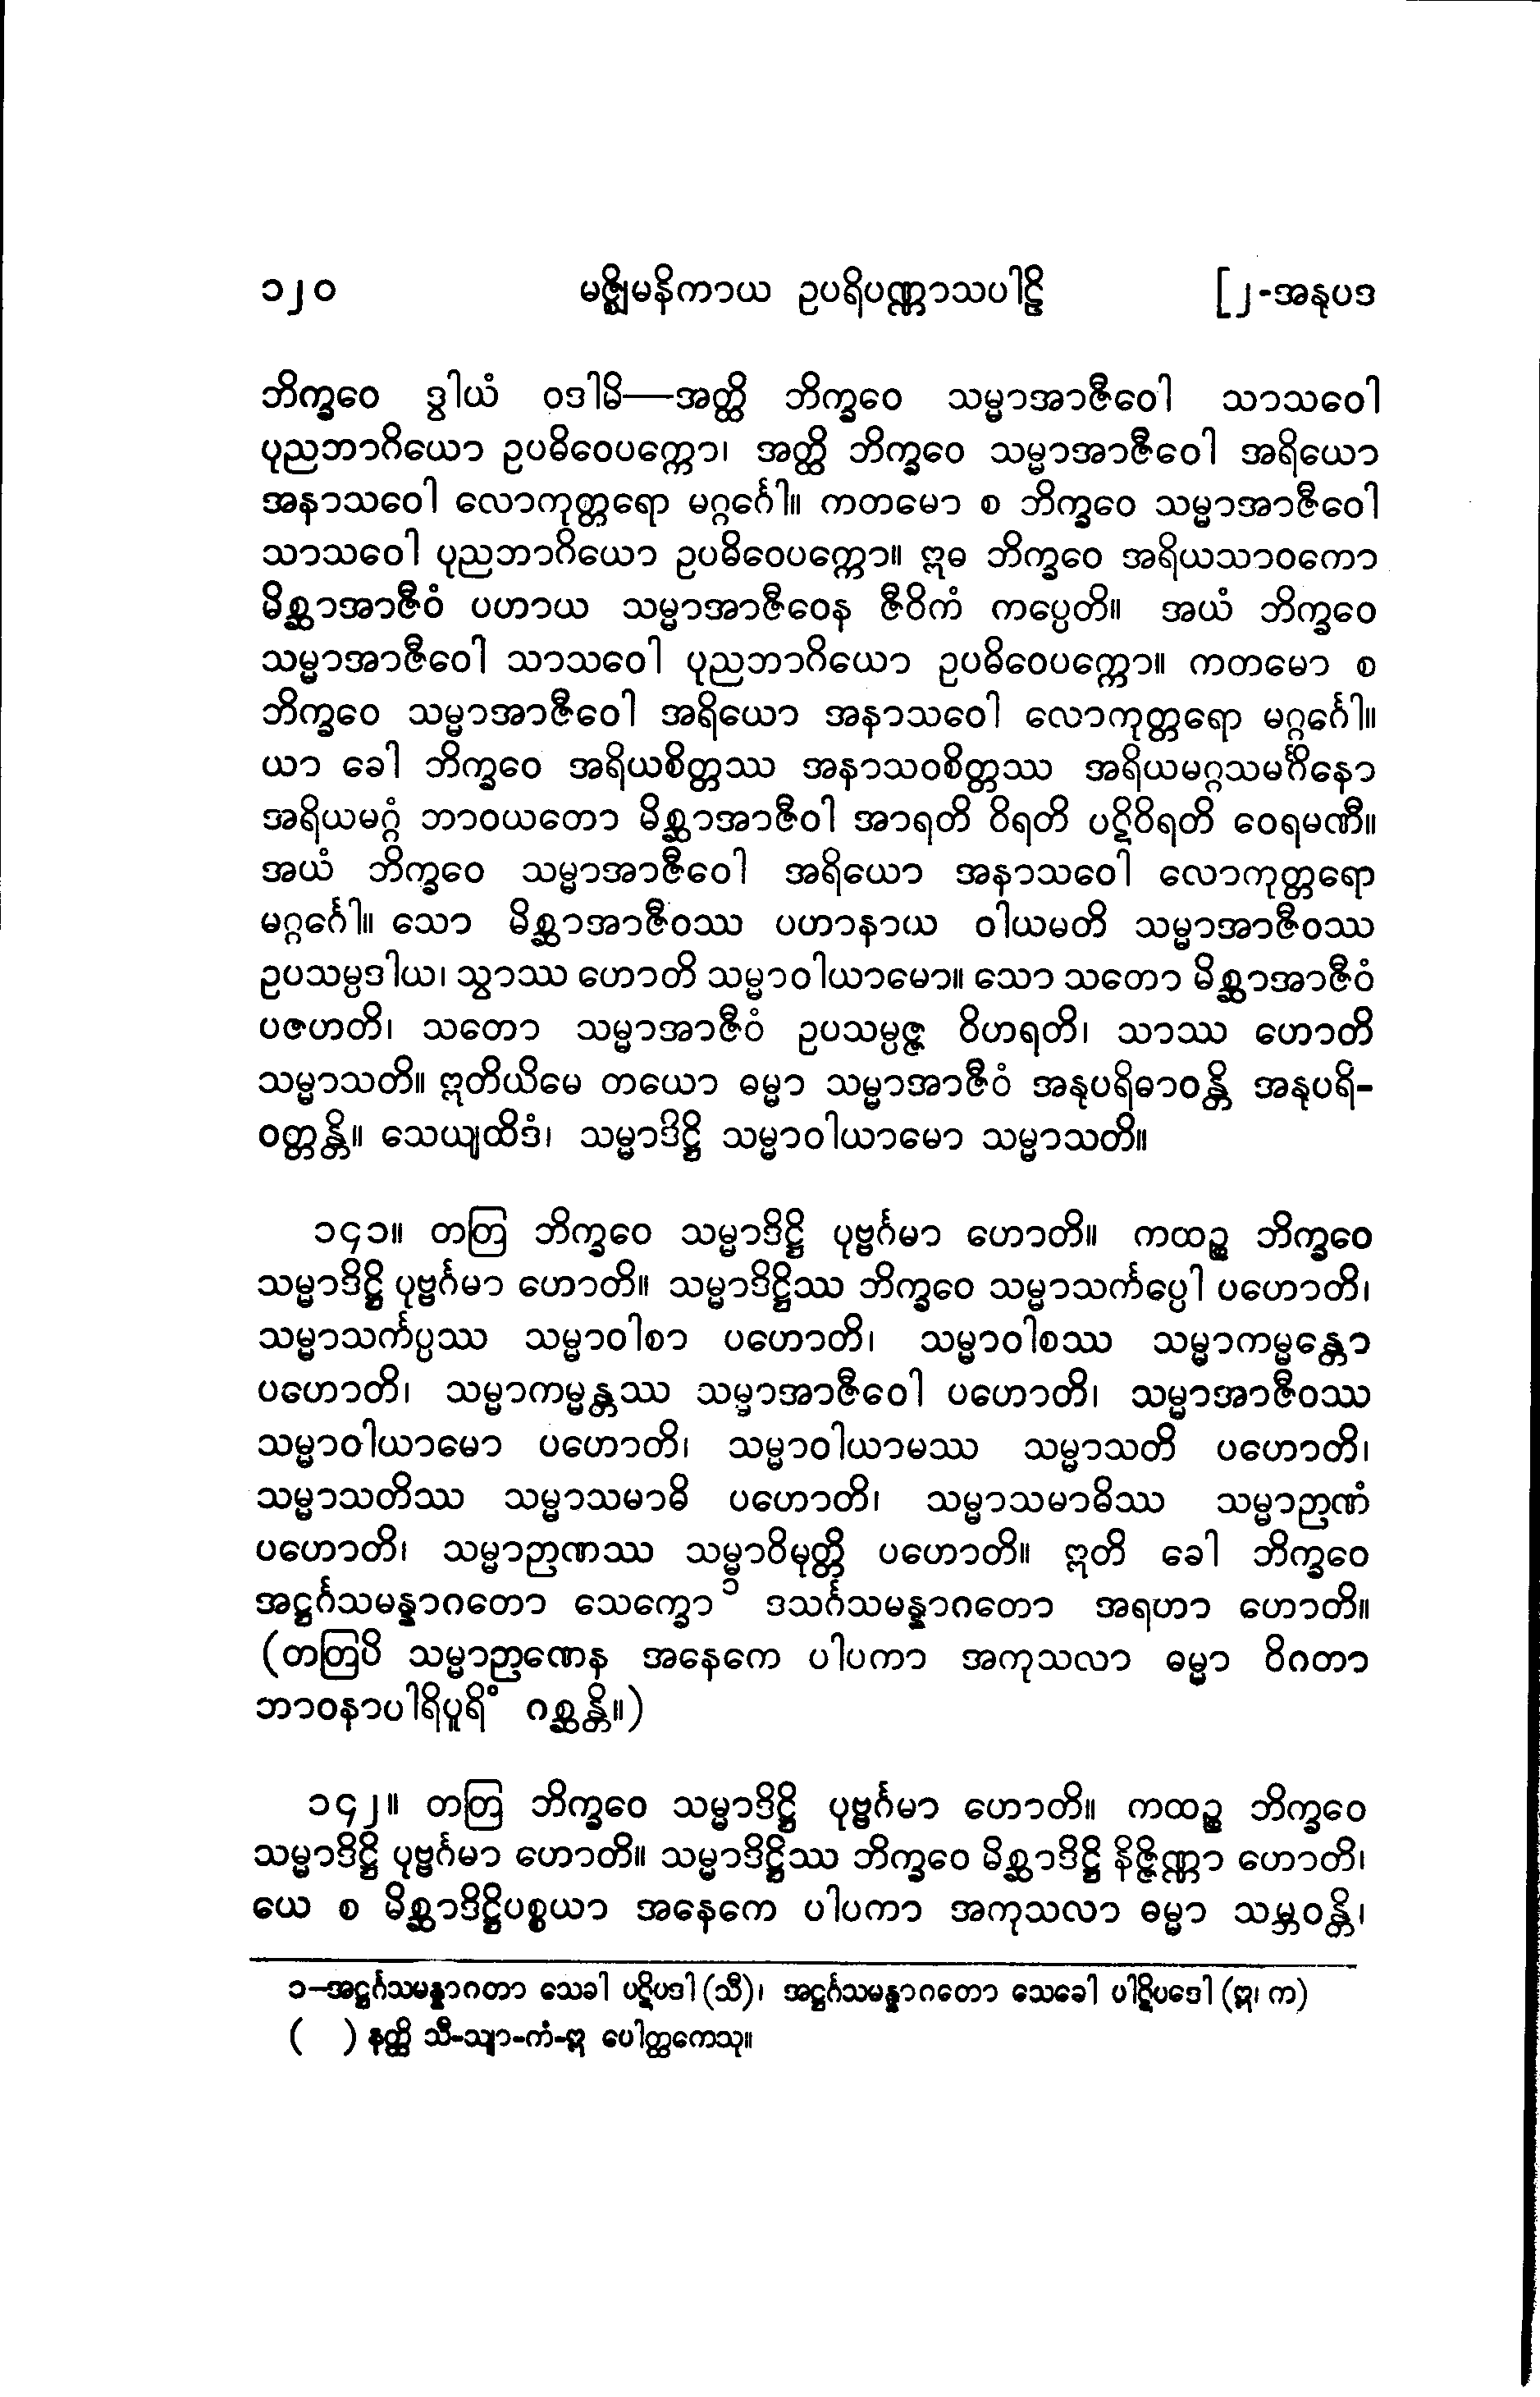 ၁၂၀ မဇ္ဈိမနိကာယ ဥပရိပဏ္ဏာသပါဠိ [၂-အနုပဒ
ဘိက္ခဝေ ဒွါယံ ဝဒါမိ—အတ္ထိ ဘိက္ခဝေ သမ္မာအာဇီဝေါ သာသဝေါ
ပုညဘာဂိယော ဥပဓိဝေပက္ကော၊ အတ္ထိ ဘိက္ခဝေ သမ္မာအာဇီဝေါ အရိယော
အနာသဝေါ လောကုတ္တရော မဂ္ဂင်္ဂေါ။ ကတမော စ ဘိက္ခဝေ သမ္မာအာဇီဝေါ
သာသဝေါ ပုညဘာဂိယော ဥပဓိဝေပက္ကော။ ဣဓ ဘိက္ခဝေ အရိယသာဝကော
မိစ္ဆာအာဇီဝံ ပဟာယ သမ္မာအာဇီဝေန ဇီဝိကံ ကပ္ပေတိ။ အယံ ဘိက္ခဝေ
သမ္မာအာဇီဝေါ သာသဝေါ ပုညဘာဂိယော ဥပဓိဝေပက္ကော။ ကတမော စ
ဘိက္ခဝေ သမ္မာအာဇီဝေါ အရိယော အနာသဝေါ လောကုတ္တရော မဂ္ဂင်္ဂေါ။
ယာ ခေါ ဘိက္ခဝေ အရိယစိတ္တဿ အနာသဝစိတ္တဿ အရိယမဂ္ဂသမင်္ဂိနော
အရိယမဂ္ဂံ ဘာဝယတော မိစ္ဆာအာဇီဝါ အာရတိ ဝိရတိ ပဋိဝိရတိ ဝေရမဏီ။
အယံ ဘိက္ခဝေ သမ္မာအာဇီဝေါ အရိယော အနာသဝေါ လောကုတ္တရော
မဂ္ဂင်္ဂေါ။ သော မိစ္ဆာအာဇီဝဿ ပဟာနာယ ဝါယမတိ သမ္မာအာဇီဝဿ
ဥပသမ္ပဒါယ၊ သွာဿ ဟောတိ သမ္မာဝါယာမော။ သော သတော မိစ္ဆာအာဇီဝံ
ပဇဟတိ၊ သတော သမ္မာအာဇီဝံ ဥပသမ္ပဇ္ဇ ဝိဟရတိ၊ သာဿ ဟောတိ
သမ္မာသတိ။ ဣတိယိမေ တယော ဓမ္မာ သမ္မာအာဇီဝံ အနုပရိဓာဝန္တိ အနုပရိ-
ဝတ္တန္တိ။ သေယျထိဒံ၊ သမ္မာဒိဋ္ဌိ သမ္မာဝါယာမော သမ္မာသတိ။
၁၄၁။ တတြ ဘိက္ခဝေ သမ္မာဒိဋ္ဌိ ပုဗ္ဗင်္ဂမာ ဟောတိ။ ကထဉ္စ ဘိက္ခဝေ
သမ္မာဒိဋ္ဌိ ပုဗ္ဗင်္ဂမာ ဟောတိ။ သမ္မာဒိဋ္ဌိဿ ဘိက္ခဝေ သမ္မာသင်္ကပ္ပေါ ပဟောတိ၊
သမ္မာသင်္ကပ္ပဿ သမ္မာဝါစာ ပဟောတိ၊ သမ္မာဝါစဿ သမ္မာကမ္မန္တော
ပဟောတိ၊ သမ္မာကမ္မန္တဿ သမ္မာအာဇီဝေါ ပဟောတိ၊ သမ္မာအာဇီဝဿ
သမ္မာဝါယာမော ပဟောတိ၊ သမ္မာဝါယာမဿ သမ္မာသတိ ပဟောတိ၊
သမ္မာသတိဿ သမ္မာသမာဓိ ပဟောတိ၊ သမ္မာသမာဓိဿ သမ္မာဉာဏံ
ပဟောတိ၊ သမ္မာဉာဏဿ သမ္မာဝိမုတ္တိ ပဟောတိ။ ဣတိ ခေါ ဘိက္ခဝေ
အဋ္ဌင်္ဂသမန္နာဂတော သေက္ခော ၁ ဒသင်္ဂသမန္နာဂတော အရဟာ ဟောတိ။
(တတြပိ သမ္မာဉာဏေန အနေကေ ပါပကာ အကုသလာ ဓမ္မာ ဝိဂတာ
ဘာဝနာပါရိပူရိံ ဂစ္ဆန္တိ။)
၁၄၂။ တတြ ဘိက္ခဝေ သမ္မာဒိဋ္ဌိ ပုဗ္ဗင်္ဂမာ ဟောတိ။ ကထဉ္စ ဘိက္ခဝေ
သမ္မာဒိဋ္ဌိ ပုဗ္ဗင်္ဂမာ ဟောတိ။ သမ္မာဒိဋ္ဌိဿ ဘိက္ခဝေ မိစ္ဆာဒိဋ္ဌိ နိဇ္ဇိဏ္ဏာ ဟောတိ၊
ယေ စ မိစ္ဆာဒိဋ္ဌိပစ္စယာ အနေကေ ပါပကာ အကုသလာ ဓမ္မာ သမ္ဘဝန္တိ၊
၁-အဋ္ဌင်္ဂသမန္နာဂတာ သေခါ ပဋိပဒါ (သီ)၊ အဋ္ဌင်္ဂသမန္နာဂတော သေခေါ ပါဋိပဒေါ (ဣ၊ က)
( ) နတ္ထိ သီ-သျာ-ကံ-ဣ ပေါတ္ထကေသု။